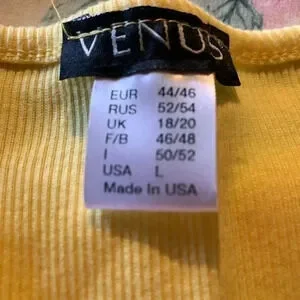 VENUS
EUR 44/46
RUS 52/54
UK 18/20
F/B 46/48
I 50/52
USA L
Made In USA